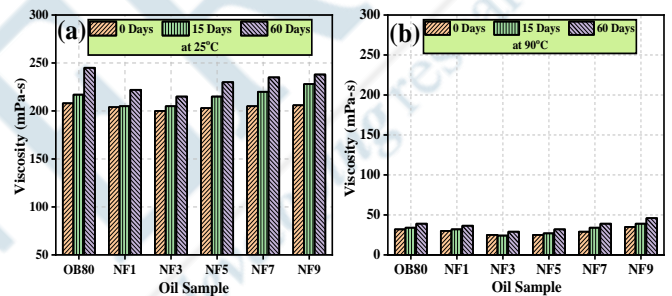 (a)
0 Days 15 Days 60 Days
at 25°C
300
250
200
150
100
50
Viscosity (mPa-s)
OB80 NF1 NF3 NF5 NF7 NF9
Oil Sample
(b)
0 Days 15 Days 60 Days
at 90°C
300
250
200
150
100
50
0
Viscosity (mPa-s)
OB80 NF1 NF3 NF5 NF7 NF9
Oil Sample